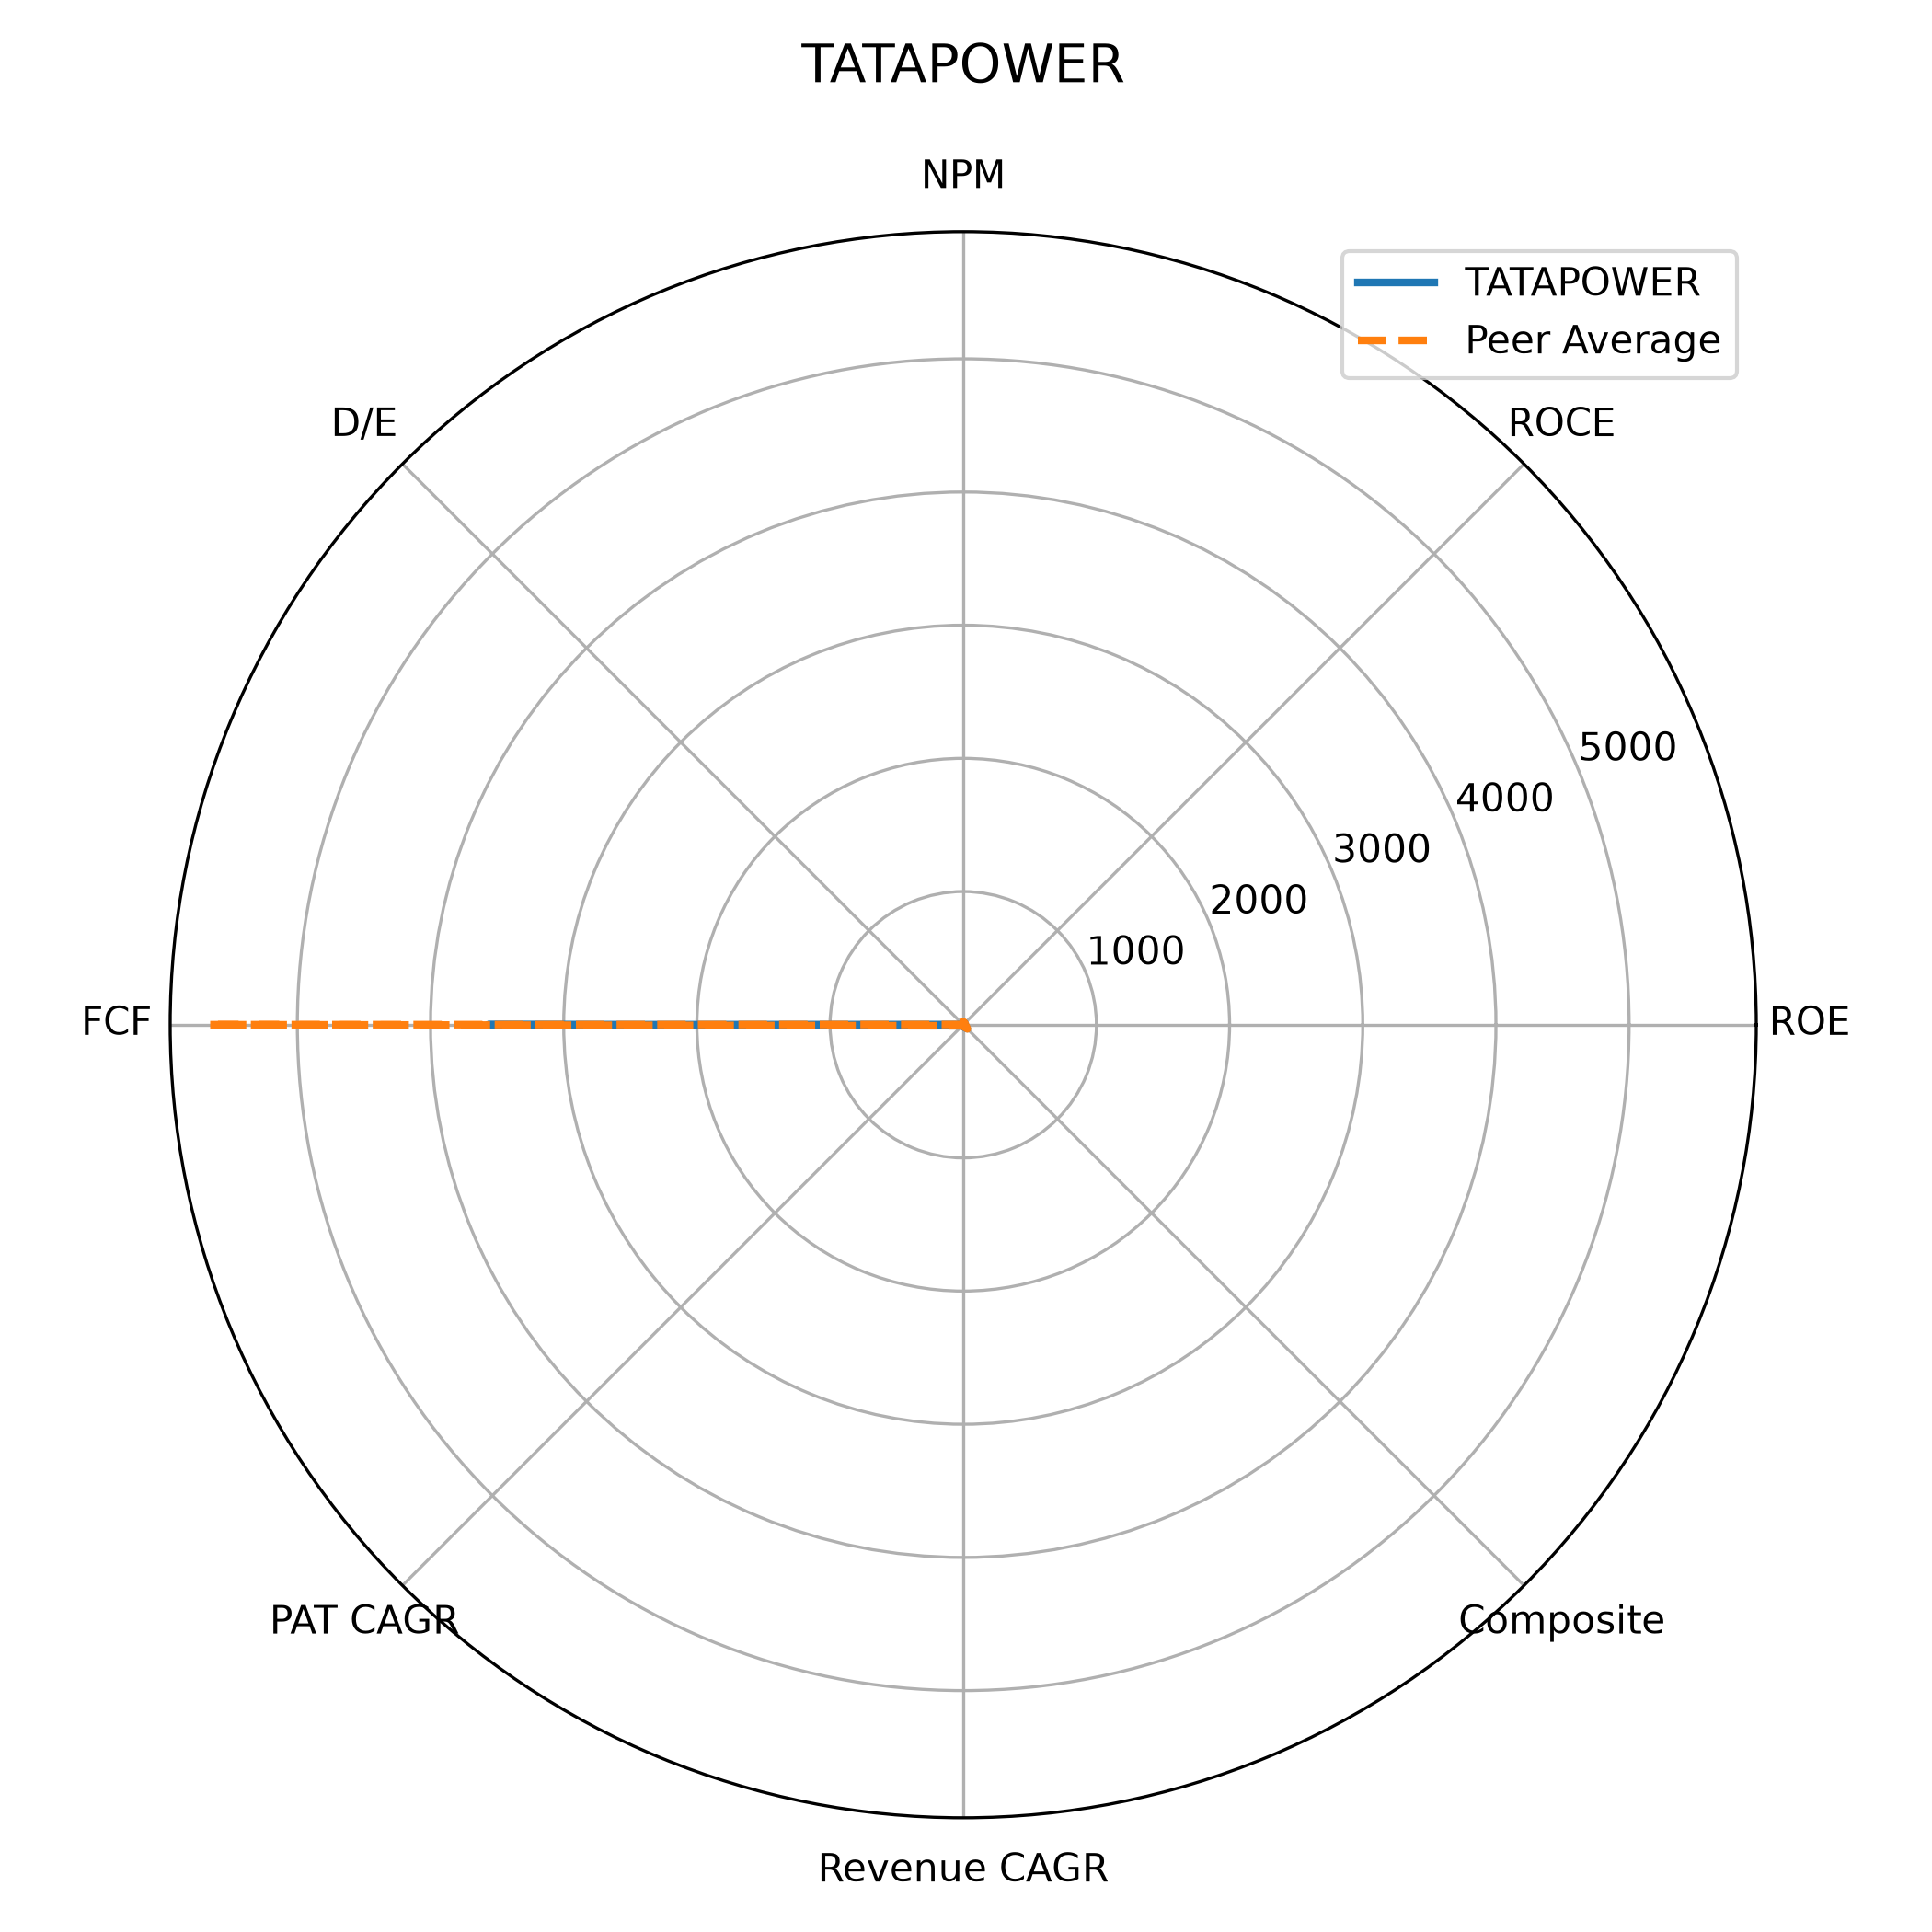 TATAPOWER
NPM
TATAPOWER
Peer Average
D/E
ROCE
5000
4000
3000
2000
1000
FCF
ROE
PAT CAGR
Composite
Revenue CAGR